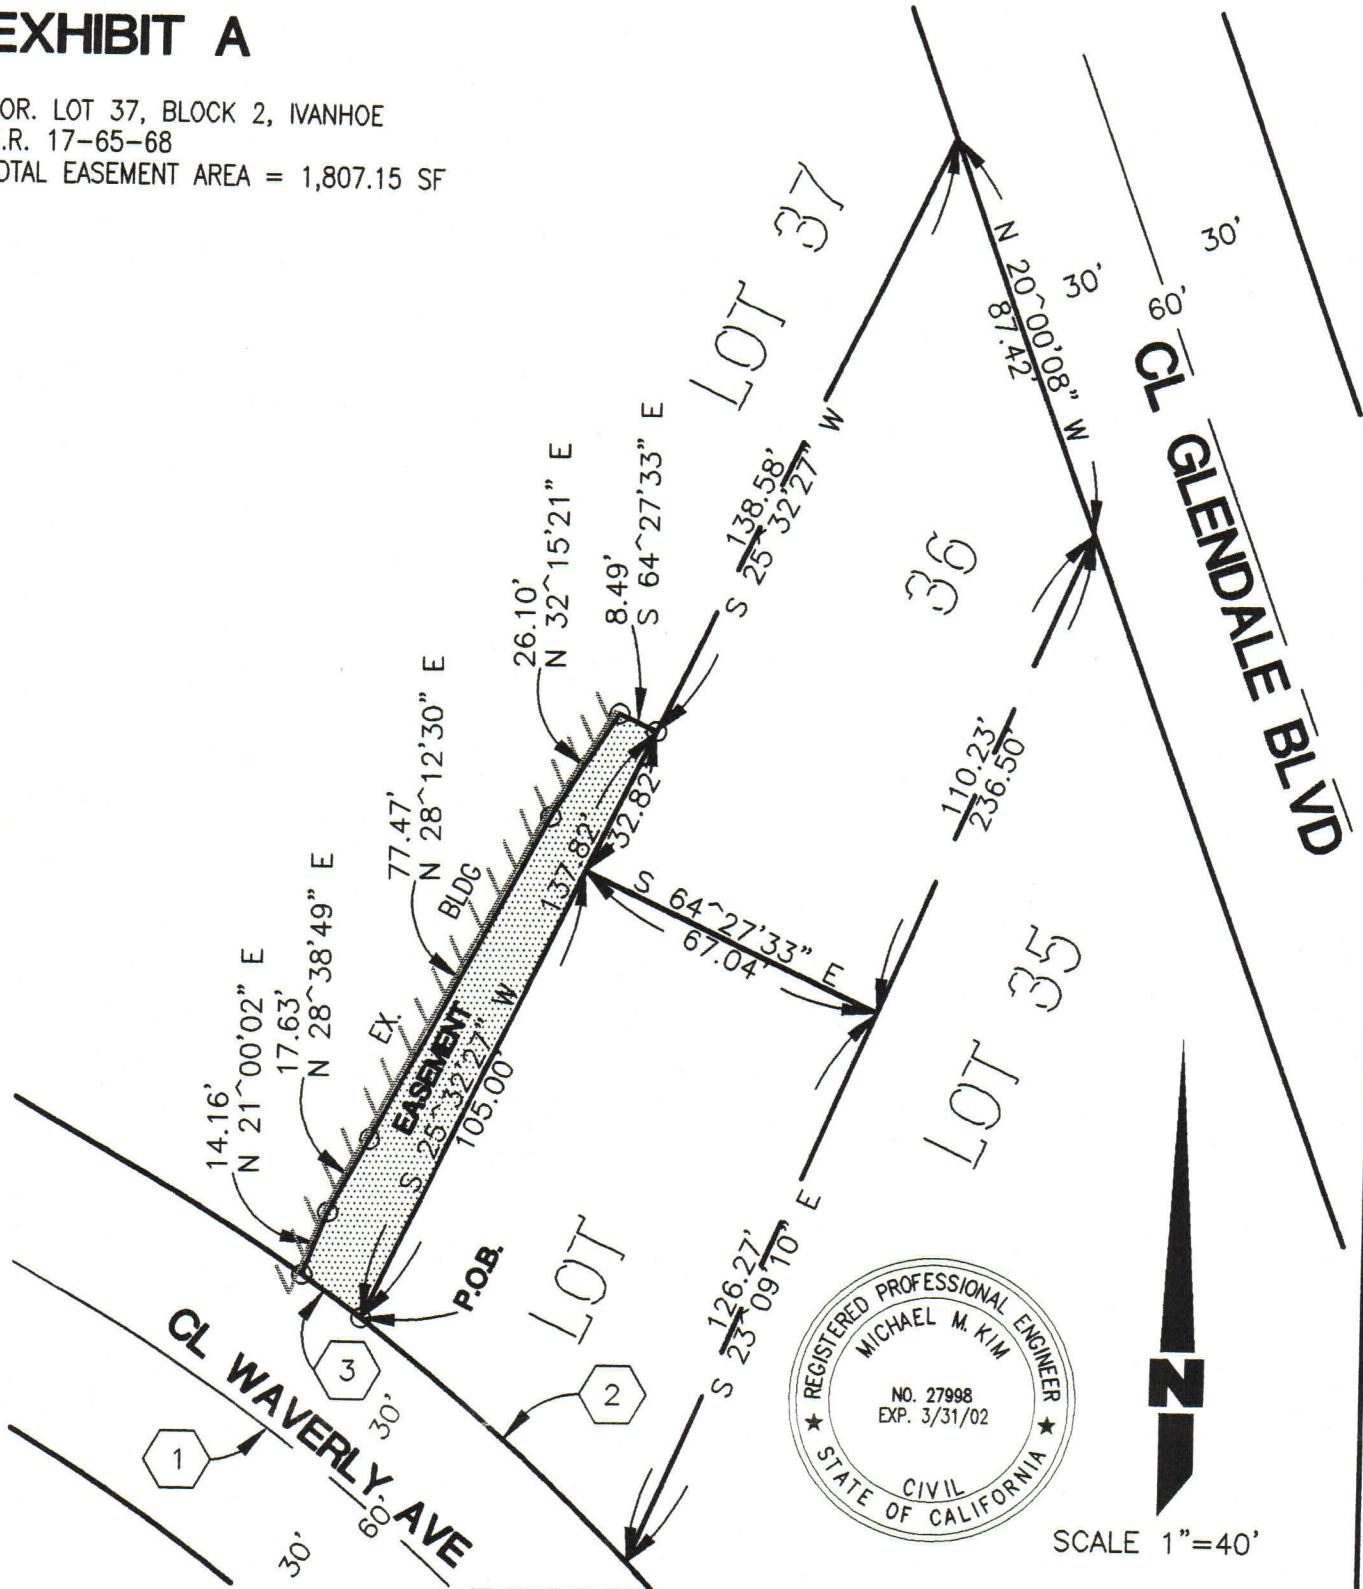 EXHIBIT A
OR. LOT 37, BLOCK 2, IVANHOE
.R. 17-65-68
OTAL EASEMENT AREA = 1,807.15 SF
LOT 37
N 20^00'08" W
87.42'
30'
30'
60'
CL GLENDALE BLVD
138.58'
S 25^32'27" W
8.49'
S 64^27'33" E
26.10'
N 32^15'21" E
77.47'
N 28^12'30" E
17.63'
N 28^38'49" E
14.16'
N 21^00'02" E
EX. BLDG
EASEMENT
137.82'
32.82'
S 25^32'27" W
105.00'
S 64^27'33" E
67.04'
LOT 36
110.23'
236.50'
LOT 35
126.27'
S 23^09'10" E
P.O.B.
3
2
1
CL WAVERLY AVE
30'
60'
30'
REGISTERED PROFESSIONAL ENGINEER
MICHAEL M. KIM
NO. 27998
EXP. 3/31/02
CIVIL
STATE OF CALIFORNIA
N
SCALE 1"=40'